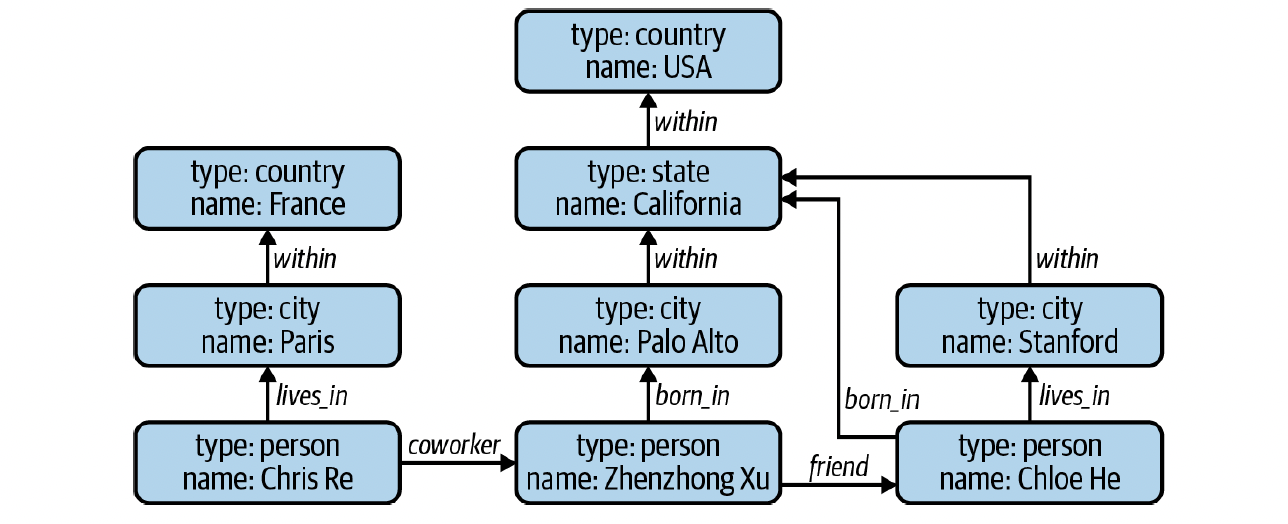 type: country
name: USA
within
type: country
name: France
type: state
name: California
within
within
within
type: city
name: Paris
type: city
name: Palo Alto
type: city
name: Stanford
lives_in
born_in
born_in
lives_in
type: person
name: Chris Re
coworker
type: person
name: Zhenzhong Xu
friend
type: person
name: Chloe He